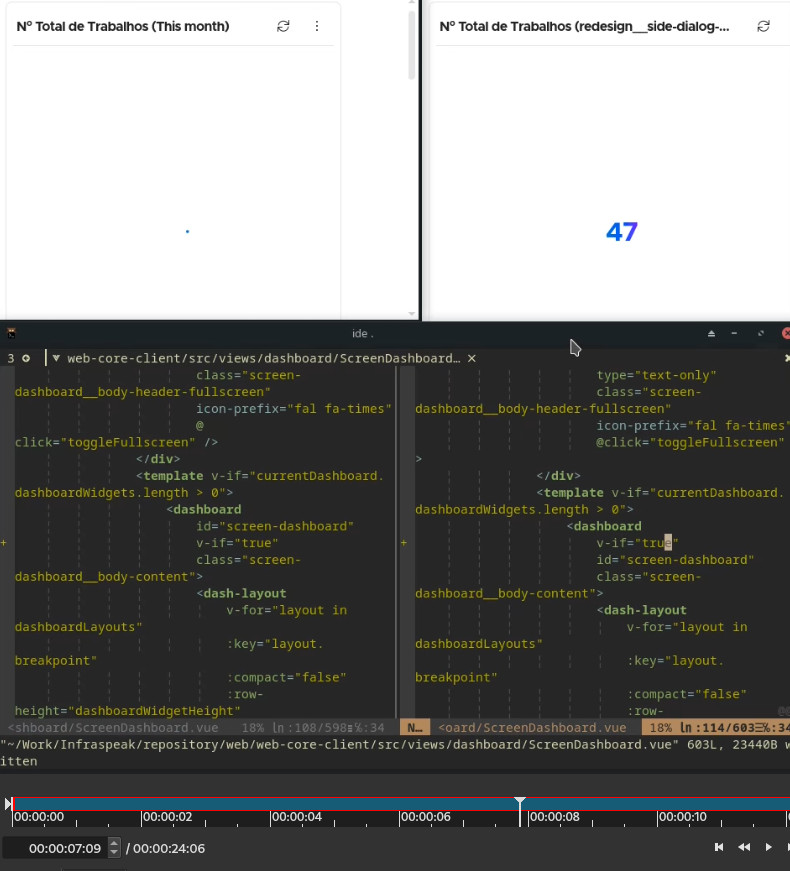 Nº Total de Trabalhos (This month)
Nº Total de Trabalhos (redesign__side-dialog-...
47
ide .
3
web-core-client/src/views/dashboard/ScreenDashboard…
class="screen-
dashboard__body-header-fullscreen"
icon-prefix="fal fa-times"
@
click="toggleFullscreen" />
</div>
<template v-if="currentDashboard.
dashboardWidgets.length > 0">
<dashboard
id="screen-dashboard"
+ v-if="true"
class="screen-
dashboard__body-content">
<dash-layout
v-for="layout in
dashboardLayouts"
:key="layout.
breakpoint"
:compact="false"
:row-
height="dashboardWidgetHeight"
<shboard/ScreenDashboard.vue 18% ln:108/598 ℅:34
type="text-only"
class="screen-
dashboard__body-header-fullscreen"
icon-prefix="fal fa-times"
@click="toggleFullscreen"
>
</div>
<template v-if="currentDashboard.
dashboardWidgets.length > 0">
<dashboard
+ v-if="true"
id="screen-dashboard"
class="screen-
dashboard__body-content">
<dash-layout
v-for="layout in
dashboardLayouts"
:key="layout.
breakpoint"
:compact="false"
:row-
N… <oard/ScreenDashboard.vue 18% ln:114/603☰℅:34
"~/Work/Infraspeak/repository/web/web-core-client/src/views/dashboard/ScreenDashboard.vue" 603L, 23440B w
itten
00:00:00 00:00:02 00:00:04 00:00:06 00:00:08 00:00:10
00:00:07:09 / 00:00:24:06